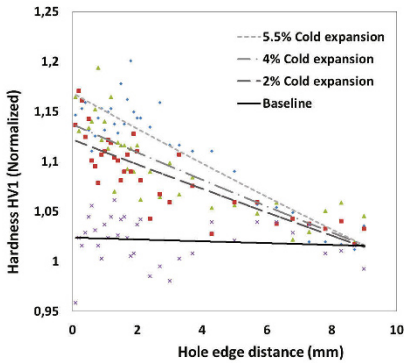 1,25
1,2
1,15
1,1
1,05
1
0,95
Hardness HV1 (Normalized)
5.5% Cold expansion
4% Cold expansion
2% Cold expansion
Baseline
0 2 4 6 8 10
Hole edge distance (mm)